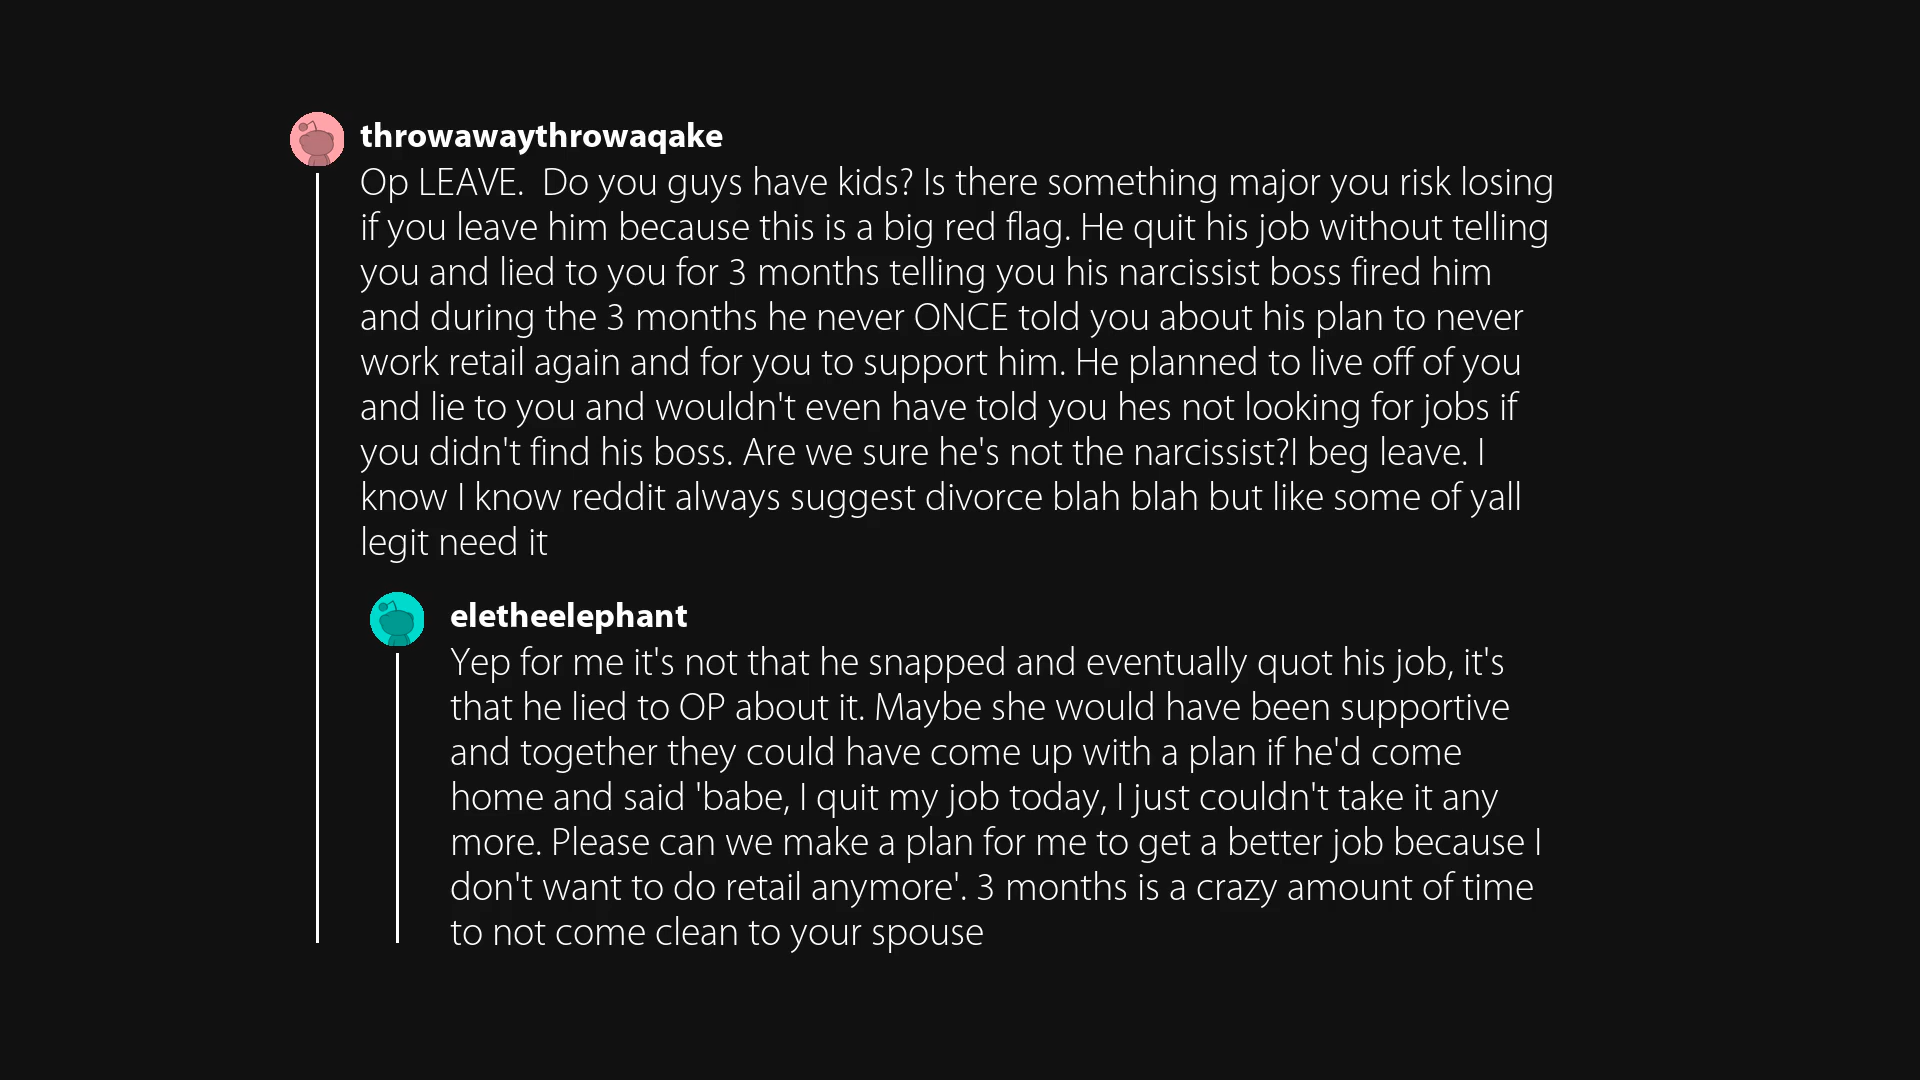 throwawaythrowaqake
Op LEAVE.  Do you guys have kids? Is there something major you risk losing
if you leave him because this is a big red flag. He quit his job without telling
you and lied to you for 3 months telling you his narcissist boss fired him
and during the 3 months he never ONCE told you about his plan to never
work retail again and for you to support him. He planned to live off of you
and lie to you and wouldn't even have told you hes not looking for jobs if
you didn't find his boss. Are we sure he's not the narcissist?I beg leave. I
know I know reddit always suggest divorce blah blah but like some of yall
legit need it
eletheelephant
Yep for me it's not that he snapped and eventually quot his job, it's
that he lied to OP about it. Maybe she would have been supportive
and together they could have come up with a plan if he'd come
home and said 'babe, I quit my job today, I just couldn't take it any
more. Please can we make a plan for me to get a better job because I
don't want to do retail anymore'. 3 months is a crazy amount of time
to not come clean to your spouse